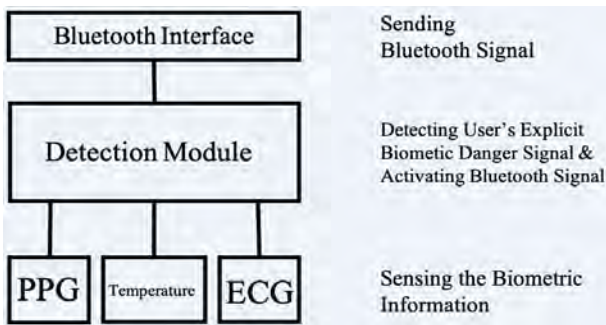 Bluetooth Interface
Sending
Bluetooth Signal
Detection Module
Detecting User's Explicit
Biometic Danger Signal &
Activating Bluetooth Signal
PPG
Temperature
ECG
Sensing the Biometric
Information